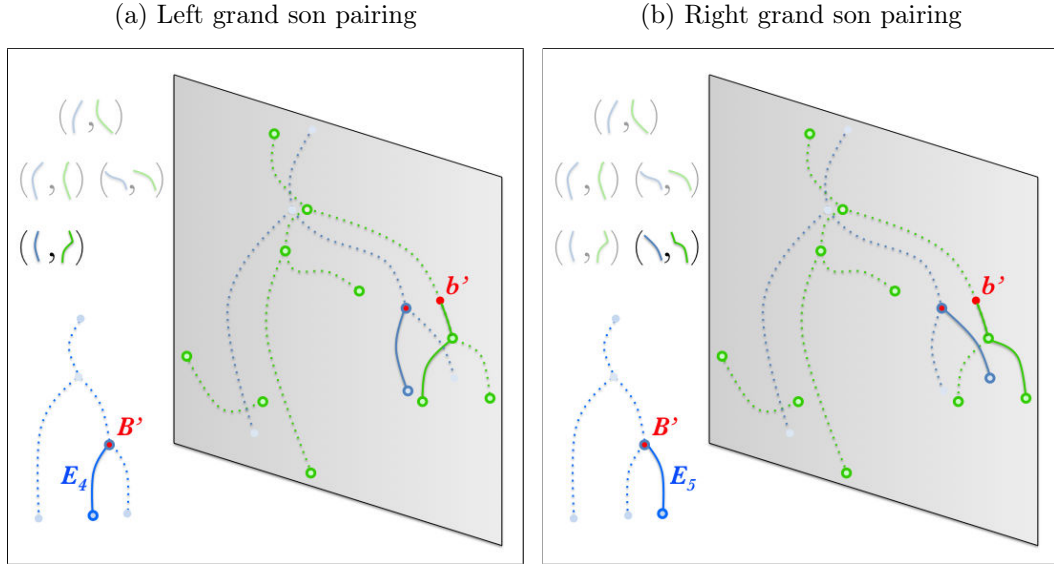 (a) Left grand son pairing
(b) Right grand son pairing
( , )
( , ) ( , )
( , )
b’
B’
E4
( , )
( , ) ( , )
( , ) ( , )
b’
B’
E5